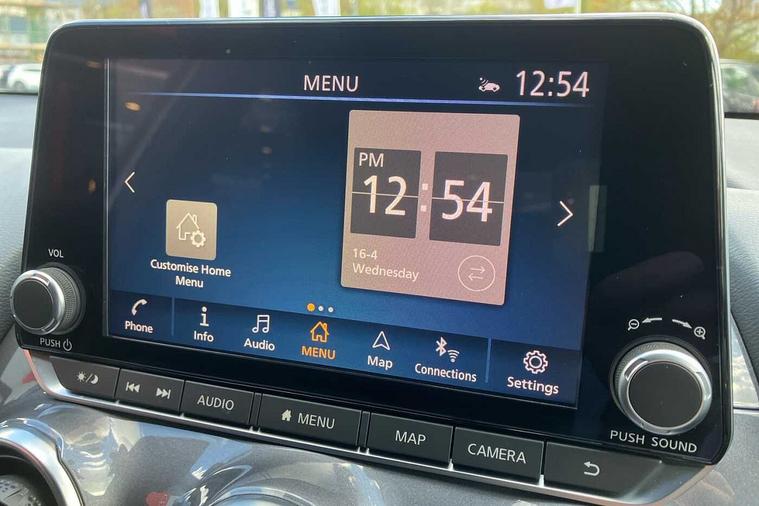 MENU
12:54
PM
12:54
16-4
Wednesday
Customise Home
Menu
Phone
Info
Audio
MENU
Map
Connections
Settings
VOL
PUSH
AUDIO
MENU
MAP
CAMERA
PUSH SOUND